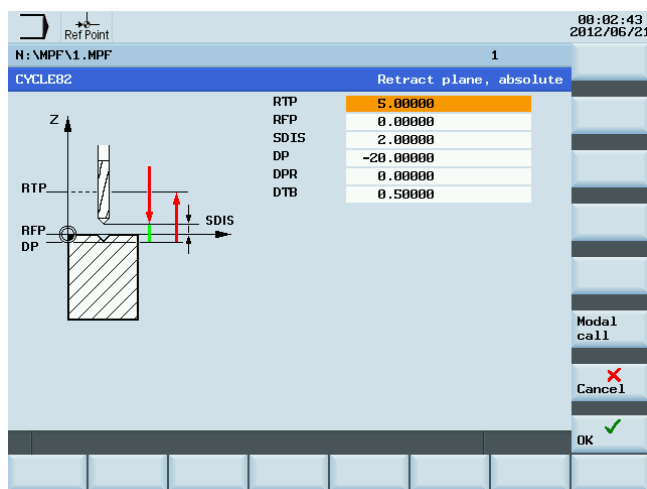 Ref Point
00:02:43
2012/06/21
N:\MPF\1.MPF 1
CYCLE82 Retract plane, absolute
RTP 5.00000
RFP 0.00000
SDIS 2.00000
DP -20.00000
DPR 0.00000
DTB 0.50000
Z
RTP
SDIS
RFP
DP
Modal
call
Cancel
OK